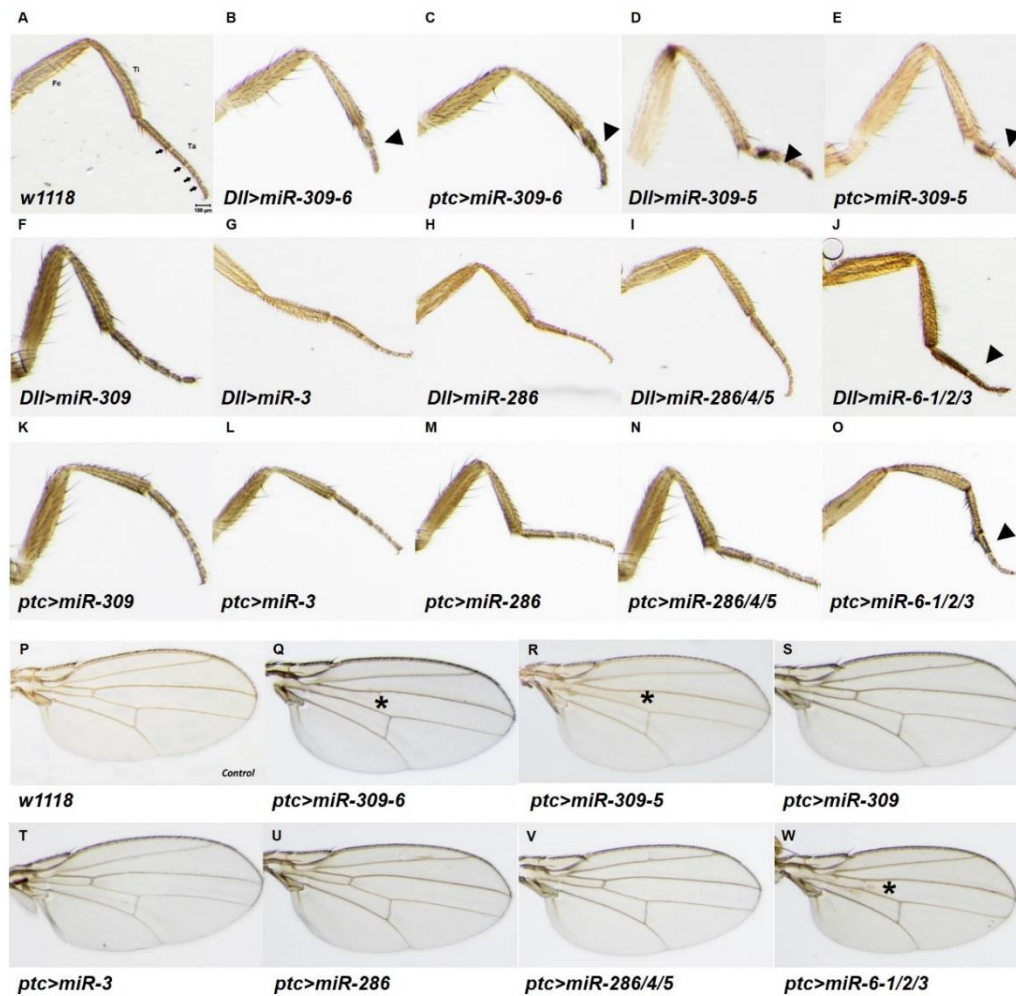 A B C D E
Fe Ti Ta
100 µm
w1118 Dll>miR-309-6 ptc>miR-309-6 Dll>miR-309-5 ptc>miR-309-5
F G H I J
Dll>miR-309 Dll>miR-3 Dll>miR-286 Dll>miR-286/4/5 Dll>miR-6-1/2/3
K L M N O
ptc>miR-309 ptc>miR-3 ptc>miR-286 ptc>miR-286/4/5 ptc>miR-6-1/2/3
P Q R S
* *
Control
w1118 ptc>miR-309-6 ptc>miR-309-5 ptc>miR-309
T U V W
*
ptc>miR-3 ptc>miR-286 ptc>miR-286/4/5 ptc>miR-6-1/2/3